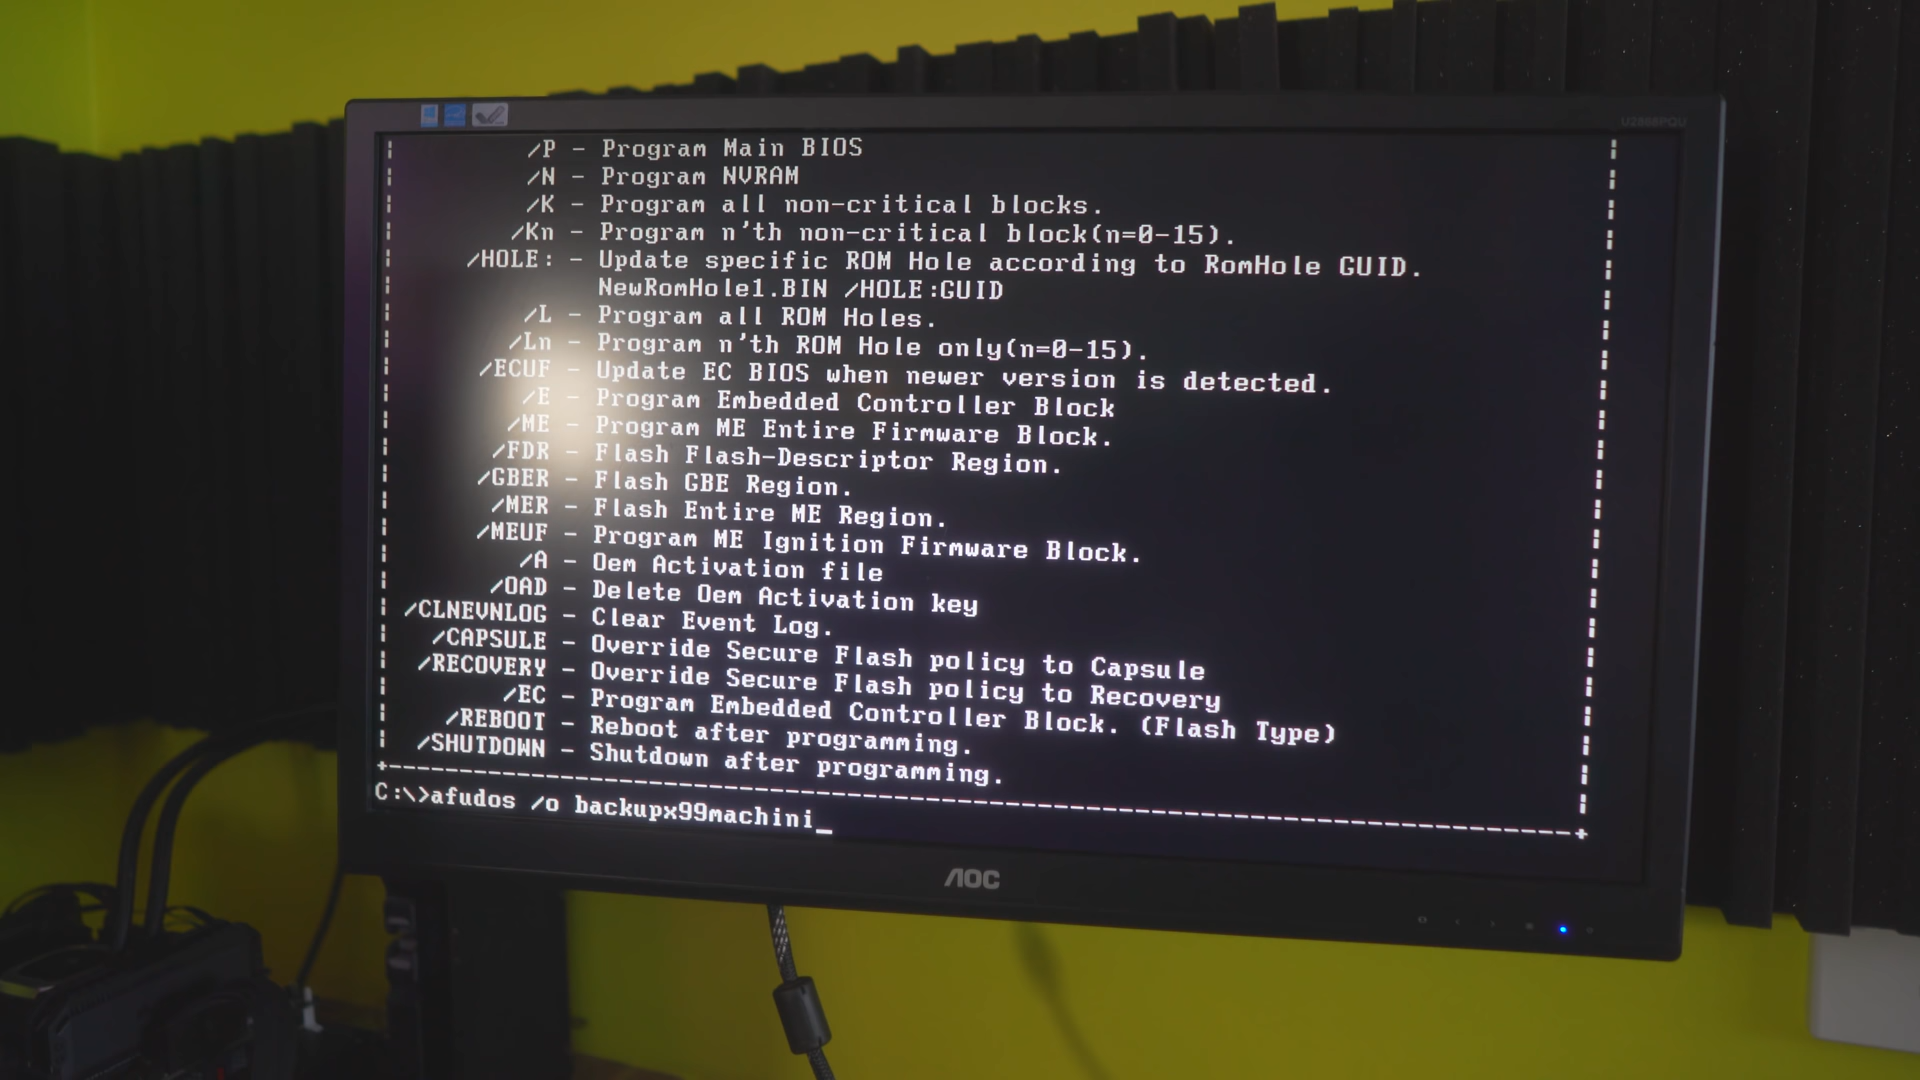 U2868PQU
/P - Program Main BIOS
/N - Program NVRAM
/K - Program all non-critical blocks.
/Kn - Program n'th non-critical block(n=0-15).
/HOLE: - Update specific ROM Hole according to RomHole GUID.
NewRomHole1.BIN /HOLE:GUID
/L - Program all ROM Holes.
/Ln - Program n'th ROM Hole only(n=0-15).
/ECUF - Update EC BIOS when newer version is detected.
/E - Program Embedded Controller Block
/ME - Program ME Entire Firmware Block.
/FDR - Flash Flash-Descriptor Region.
/GBER - Flash GBE Region.
/MER - Flash Entire ME Region.
/MEUF - Program ME Ignition Firmware Block.
/A - Oem Activation file
/OAD - Delete Oem Activation key
/CLNEVNLOG - Clear Event Log.
/CAPSULE - Override Secure Flash policy to Capsule
/RECOVERY - Override Secure Flash policy to Recovery
/EC - Program Embedded Controller Block. (Flash Type)
/REBOOT - Reboot after programming.
/SHUTDOWN - Shutdown after programming.
C:\>afudos /o backupx99machini_
AOC